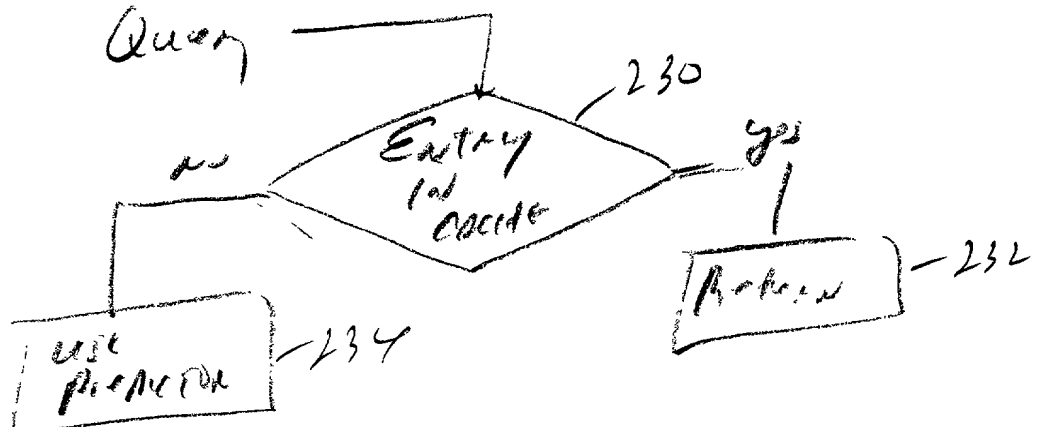 Query
230
Entry
in
cache
no
yes
Return
232
use
predictor
234